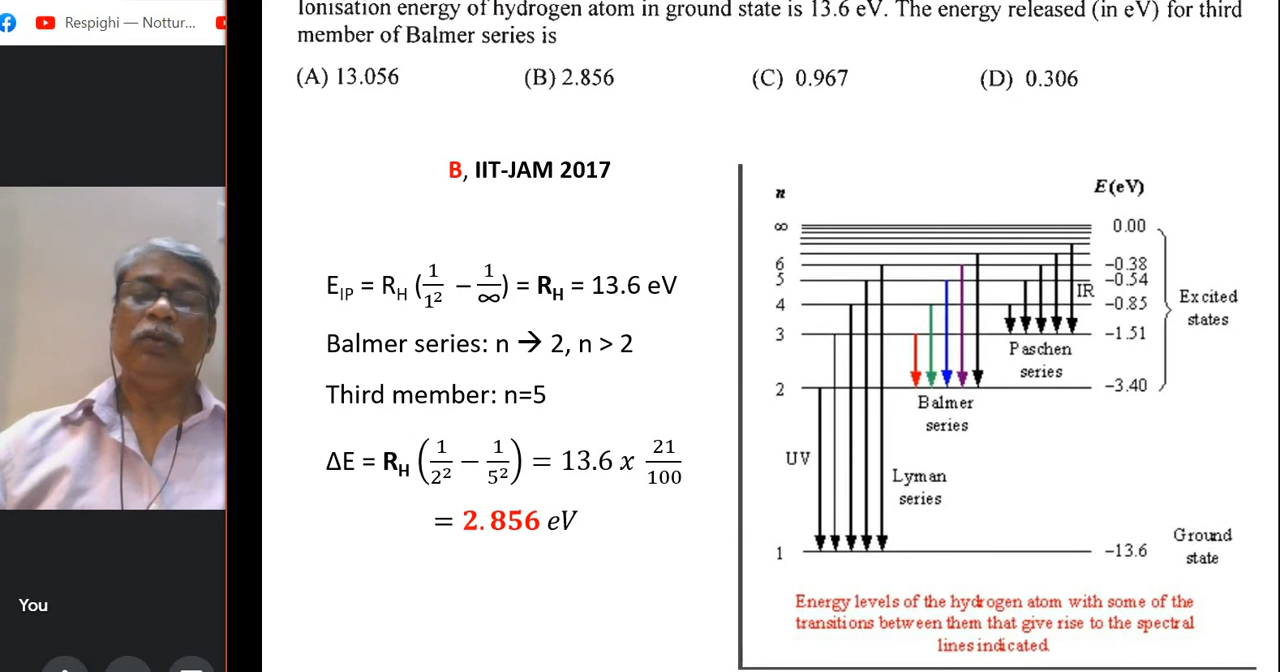 Respighi — Nottur...
Ionisation energy of hydrogen atom in ground state is 13.6 eV. The energy released (in eV) for third
member of Balmer series is
(A) 13.056 (B) 2.856 (C) 0.967 (D) 0.306
B, IIT-JAM 2017
E_IP = R_H (1/1² − 1/∞) = R_H = 13.6 eV
Balmer series: n → 2, n > 2
Third member: n=5
ΔE = R_H (1/2² − 1/5²) = 13.6 x 21/100
= 2.856 eV
n E(eV)
∞ 0.00
6 −0.38
5 −0.54
IR
4 −0.85
Excited
states
3 −1.51
Paschen
series
2 −3.40
Balmer
series
UV
Lyman
series
1 −13.6
Ground
state
Energy levels of the hydrogen atom with some of the
transitions between them that give rise to the spectral
lines indicated.
You